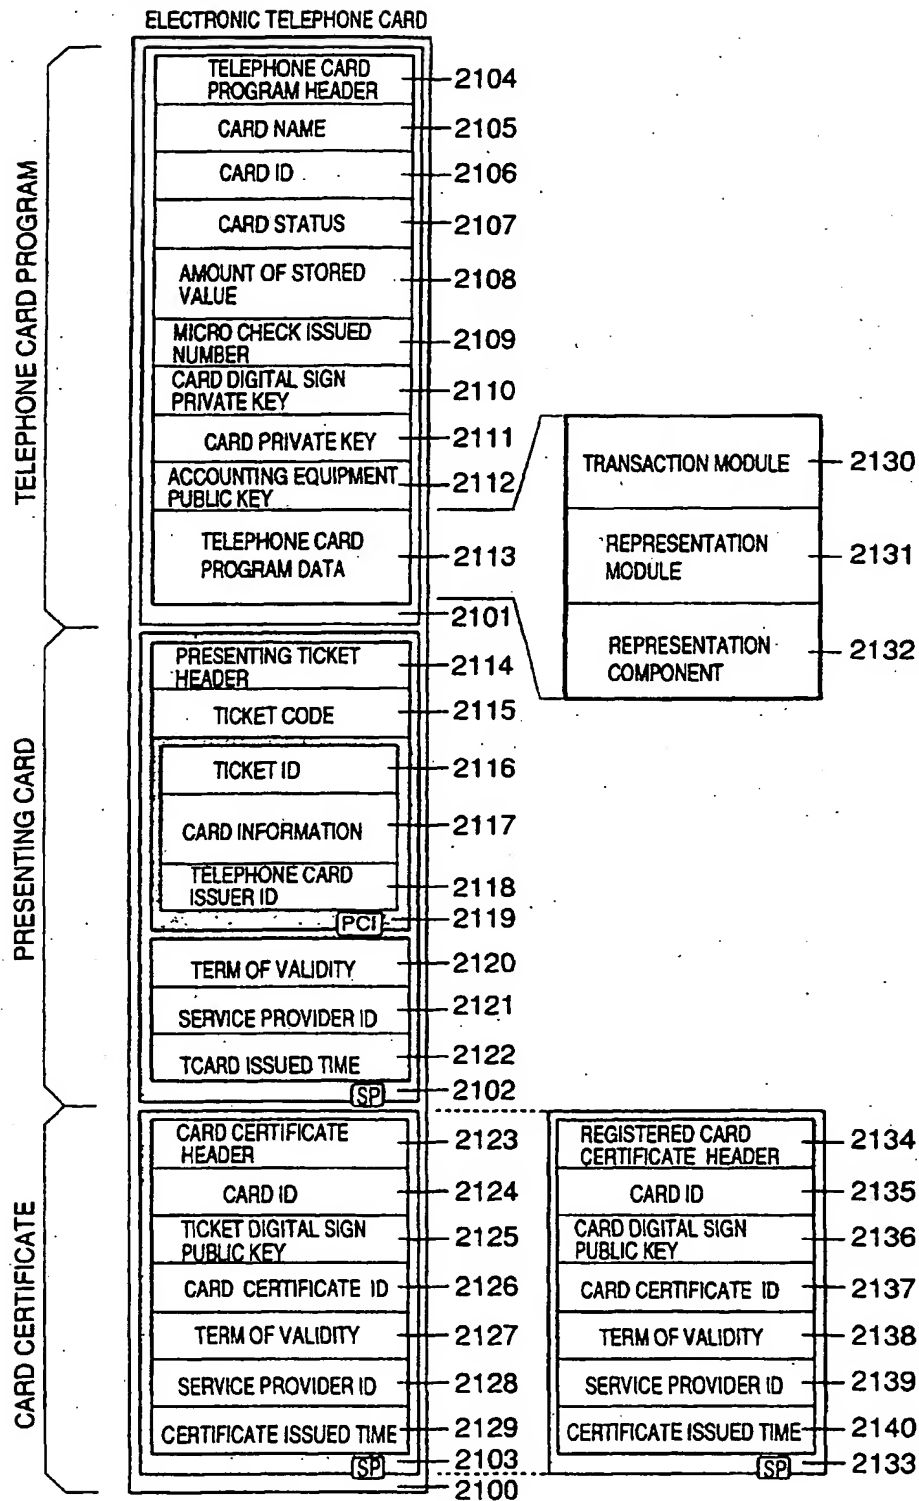 ELECTRONIC TELEPHONE CARD
TELEPHONE CARD PROGRAM
TELEPHONE CARD
PROGRAM HEADER
2104
CARD NAME
2105
CARD ID
2106
CARD STATUS
2107
AMOUNT OF STORED
VALUE
2108
MICRO CHECK ISSUED
NUMBER
2109
CARD DIGITAL SIGN
PRIVATE KEY
2110
CARD PRIVATE KEY
2111
ACCOUNTING EQUIPMENT
PUBLIC KEY
2112
TELEPHONE CARD
PROGRAM DATA
2113
2101
TRANSACTION MODULE
2130
REPRESENTATION
MODULE
2131
REPRESENTATION
COMPONENT
2132
PRESENTING CARD
PRESENTING TICKET
HEADER
2114
TICKET CODE
2115
TICKET ID
2116
CARD INFORMATION
2117
TELEPHONE CARD
ISSUER ID
2118
PCI
2119
TERM OF VALIDITY
2120
SERVICE PROVIDER ID
2121
TCARD ISSUED TIME
2122
SP
2102
CARD CERTIFICATE
CARD CERTIFICATE
HEADER
2123
CARD ID
2124
TICKET DIGITAL SIGN
PUBLIC KEY
2125
CARD CERTIFICATE ID
2126
TERM OF VALIDITY
2127
SERVICE PROVIDER ID
2128
CERTIFICATE ISSUED TIME
2129
SP
2103
2100
REGISTERED CARD
CERTIFICATE HEADER
2134
CARD ID
2135
CARD DIGITAL SIGN
PUBLIC KEY
2136
CARD CERTIFICATE ID
2137
TERM OF VALIDITY
2138
SERVICE PROVIDER ID
2139
CERTIFICATE ISSUED TIME
2140
SP
2133